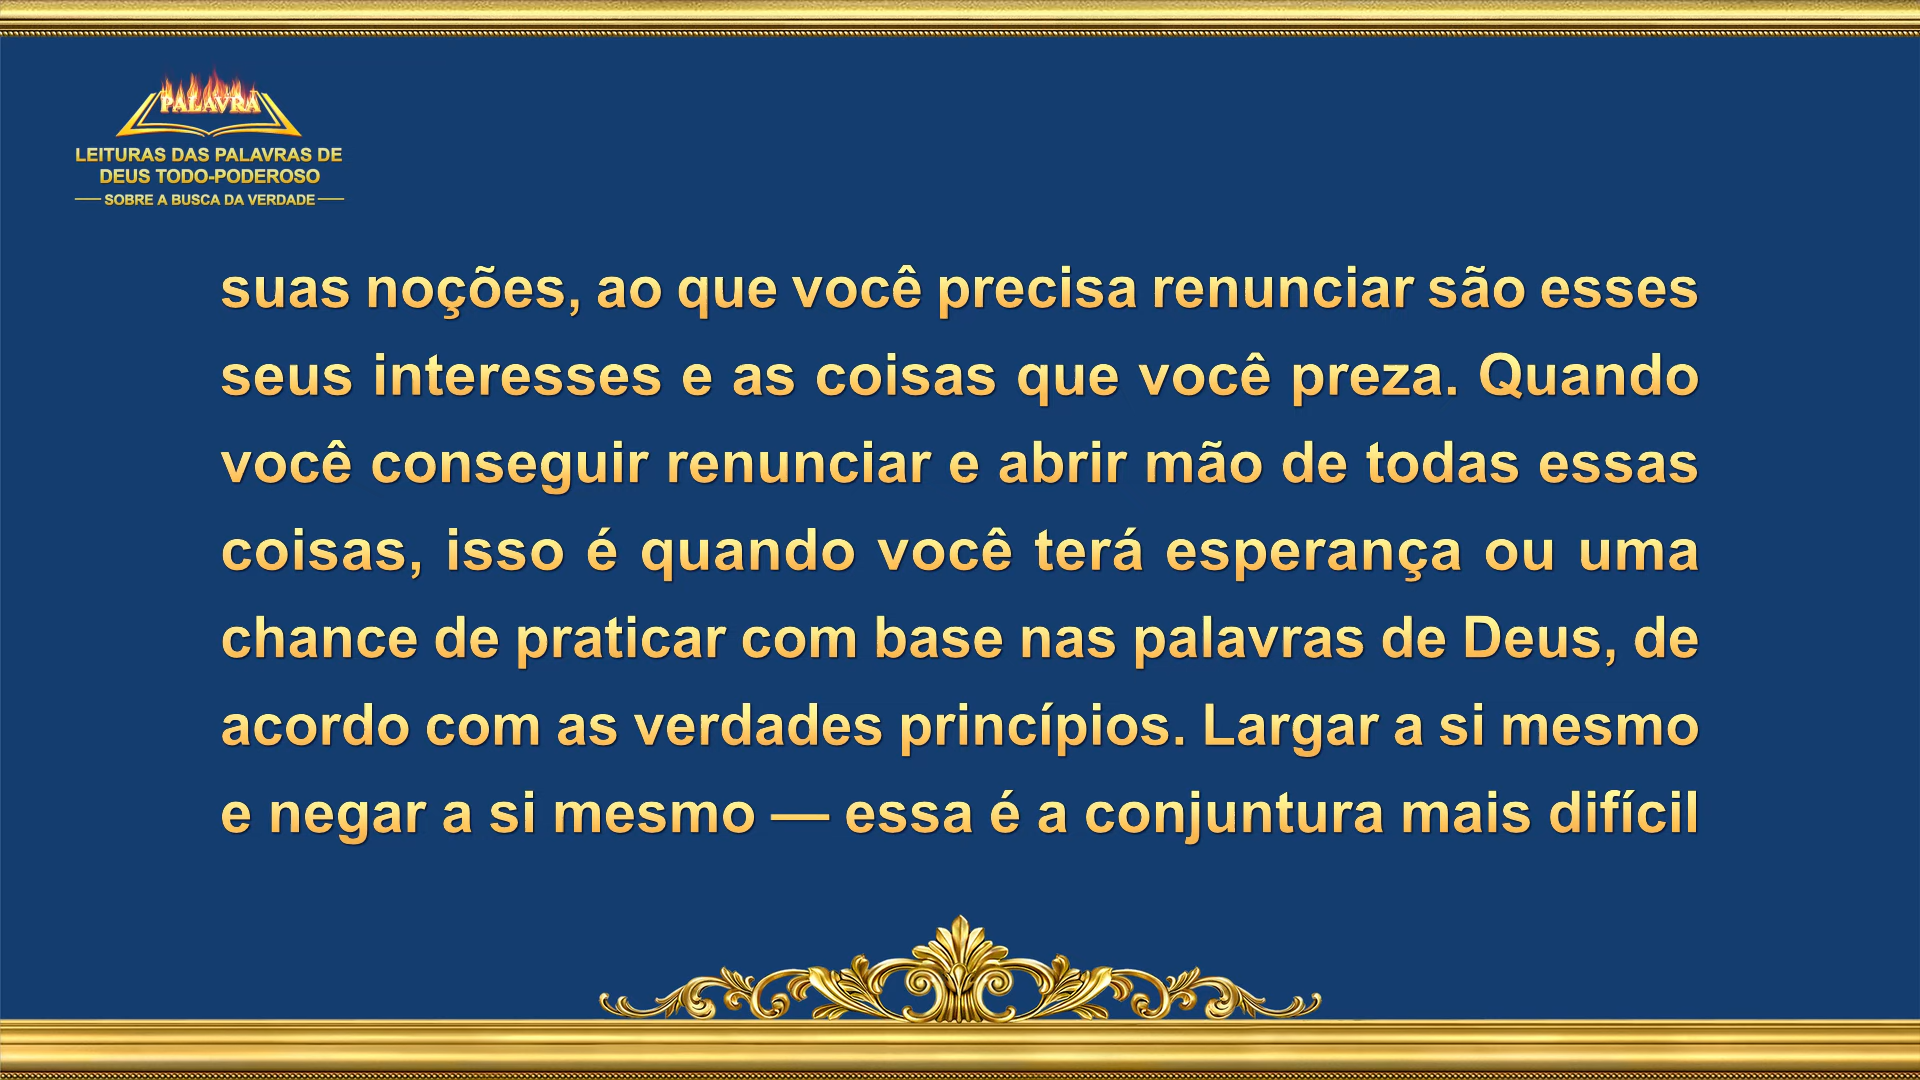 PALAVRA
LEITURAS DAS PALAVRAS DE
DEUS TODO-PODEROSO
SOBRE A BUSCA DA VERDADE
suas noções, ao que você precisa renunciar são esses
seus interesses e as coisas que você preza. Quando
você conseguir renunciar e abrir mão de todas essas
coisas, isso é quando você terá esperança ou uma
chance de praticar com base nas palavras de Deus, de
acordo com as verdades princípios. Largar a si mesmo
e negar a si mesmo — essa é a conjuntura mais difícil